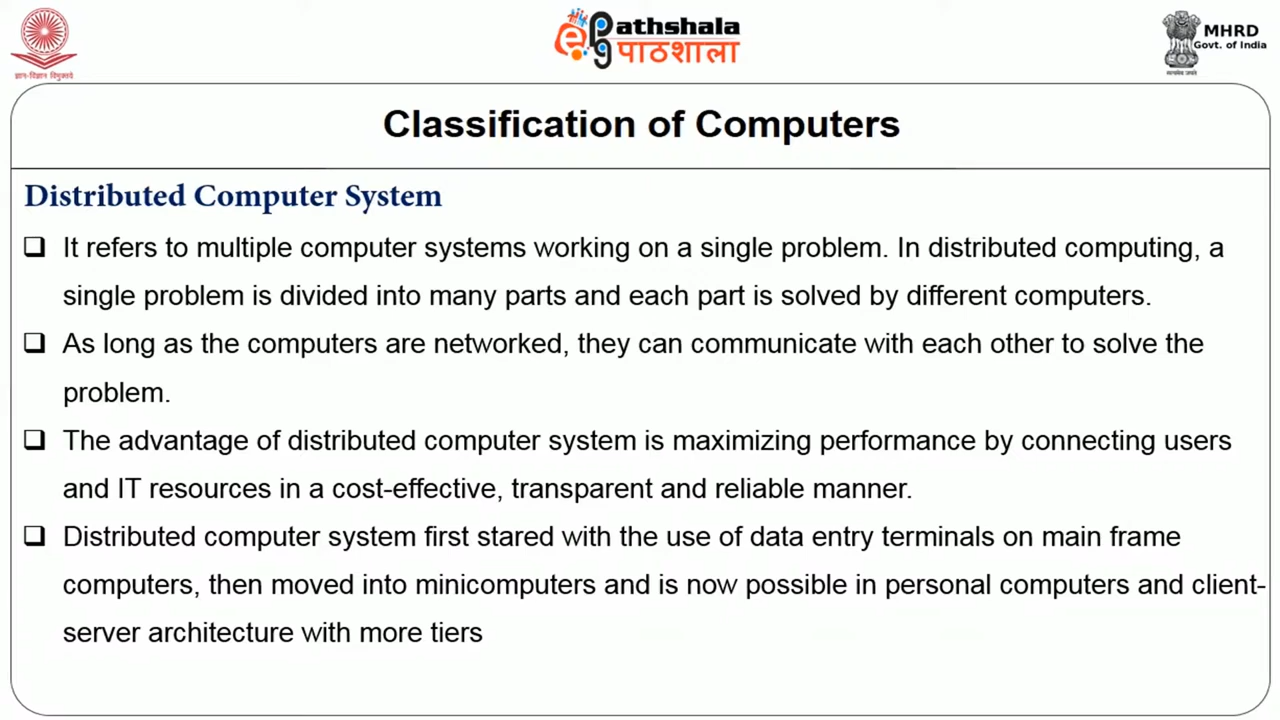 ज्ञान-विज्ञान विमुक्तये
ePathshala
पाठशाला
MHRD
Govt. of India
सत्यमेव जयते
Classification of Computers
Distributed Computer System
❑ It refers to multiple computer systems working on a single problem. In distributed computing, a
single problem is divided into many parts and each part is solved by different computers.
❑ As long as the computers are networked, they can communicate with each other to solve the
problem.
❑ The advantage of distributed computer system is maximizing performance by connecting users
and IT resources in a cost-effective, transparent and reliable manner.
❑ Distributed computer system first stared with the use of data entry terminals on main frame
computers, then moved into minicomputers and is now possible in personal computers and client-
server architecture with more tiers